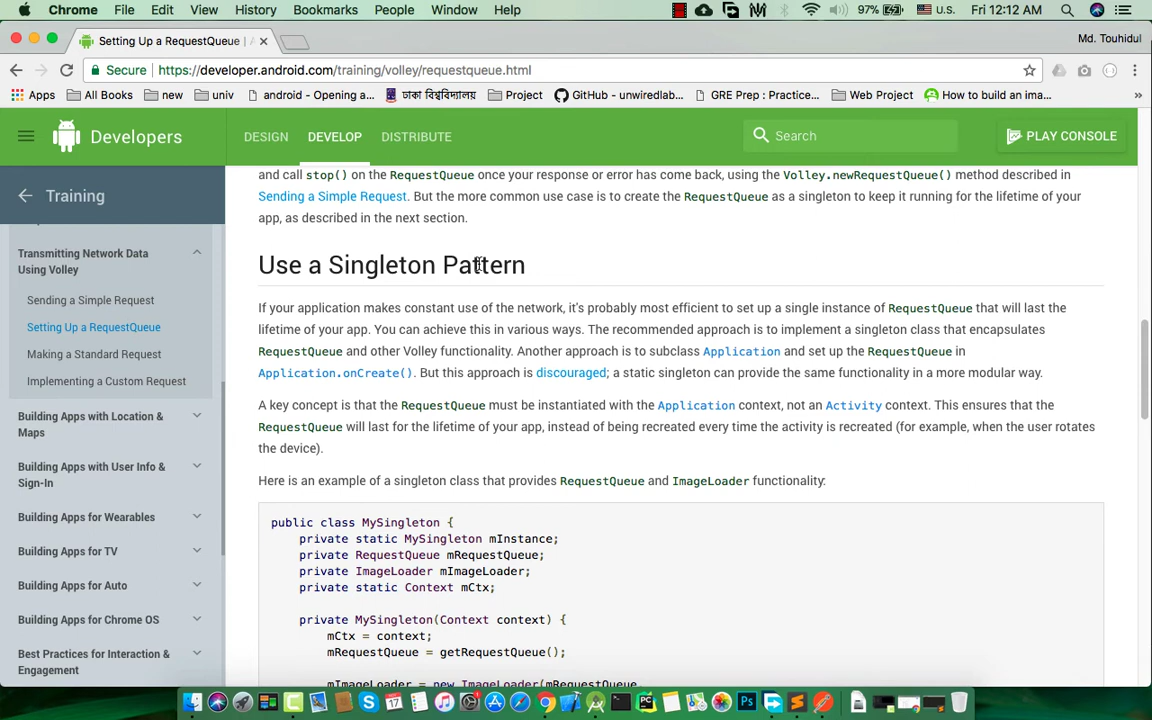 Chrome File Edit View History Bookmarks People Window Help 97% U.S. Fri 12:12 AM
Setting Up a RequestQueue | Md. Touhidul
Secure https://developer.android.com/training/volley/requestqueue.html
Apps All Books new univ android - Opening a... ঢাকা বিশ্ববিদ্যালয় Project GitHub - unwiredlab... GRE Prep : Practice... Web Project How to build an ima... »
Developers DESIGN DEVELOP DISTRIBUTE Search PLAY CONSOLE
Training
Transmitting Network Data
Using Volley
Sending a Simple Request
Setting Up a RequestQueue
Making a Standard Request
Implementing a Custom Request
Building Apps with Location &
Maps
Building Apps with User Info &
Sign-In
Building Apps for Wearables
Building Apps for TV
Building Apps for Auto
Building Apps for Chrome OS
Best Practices for Interaction &
Engagement
and call stop() on the RequestQueue once your response or error has come back, using the Volley.newRequestQueue() method described in
Sending a Simple Request. But the more common use case is to create the RequestQueue as a singleton to keep it running for the lifetime of your
app, as described in the next section.
Use a Singleton Pattern
If your application makes constant use of the network, it's probably most efficient to set up a single instance of RequestQueue that will last the
lifetime of your app. You can achieve this in various ways. The recommended approach is to implement a singleton class that encapsulates
RequestQueue and other Volley functionality. Another approach is to subclass Application and set up the RequestQueue in
Application.onCreate(). But this approach is discouraged; a static singleton can provide the same functionality in a more modular way.
A key concept is that the RequestQueue must be instantiated with the Application context, not an Activity context. This ensures that the
RequestQueue will last for the lifetime of your app, instead of being recreated every time the activity is recreated (for example, when the user rotates
the device).
Here is an example of a singleton class that provides RequestQueue and ImageLoader functionality:
public class MySingleton {
private static MySingleton mInstance;
private RequestQueue mRequestQueue;
private ImageLoader mImageLoader;
private static Context mCtx;
private MySingleton(Context context) {
mCtx = context;
mRequestQueue = getRequestQueue();
mImageLoader = new ImageLoader(mRequestQueue,